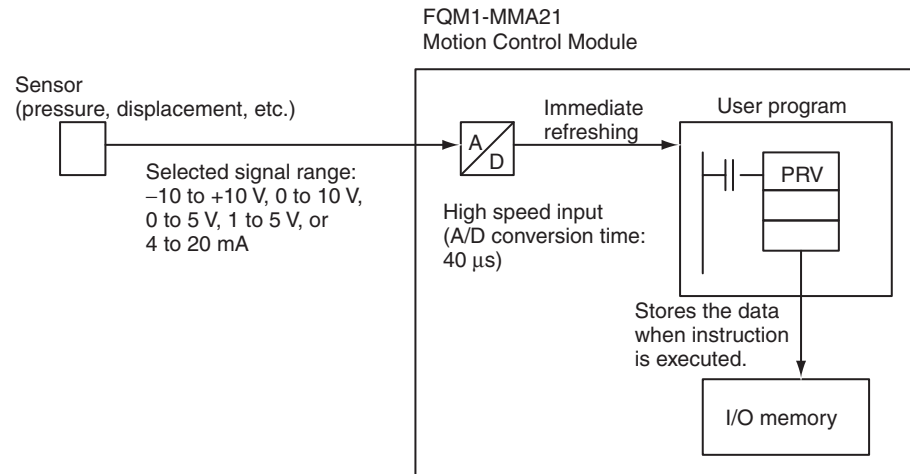 FQM1-MMA21
Motion Control Module
Sensor
(pressure, displacement, etc.)
Selected signal range:
−10 to +10 V, 0 to 10 V,
0 to 5 V, 1 to 5 V, or
4 to 20 mA
A
D
High speed input
(A/D conversion time:
40 μs)
Immediate
refreshing
User program
PRV
Stores the data
when instruction
is executed.
I/O memory